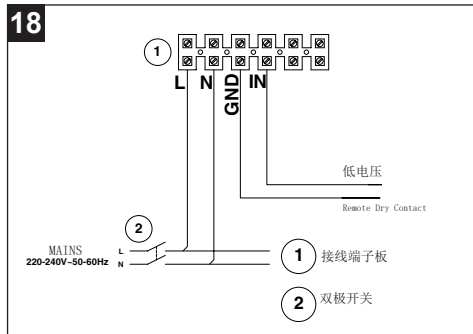 18
1
L N GND IN
低电压
Remote Dry Contact
2
MAINS
220-240V~50-60Hz
L
N
1 接线端子板
2 双极开关